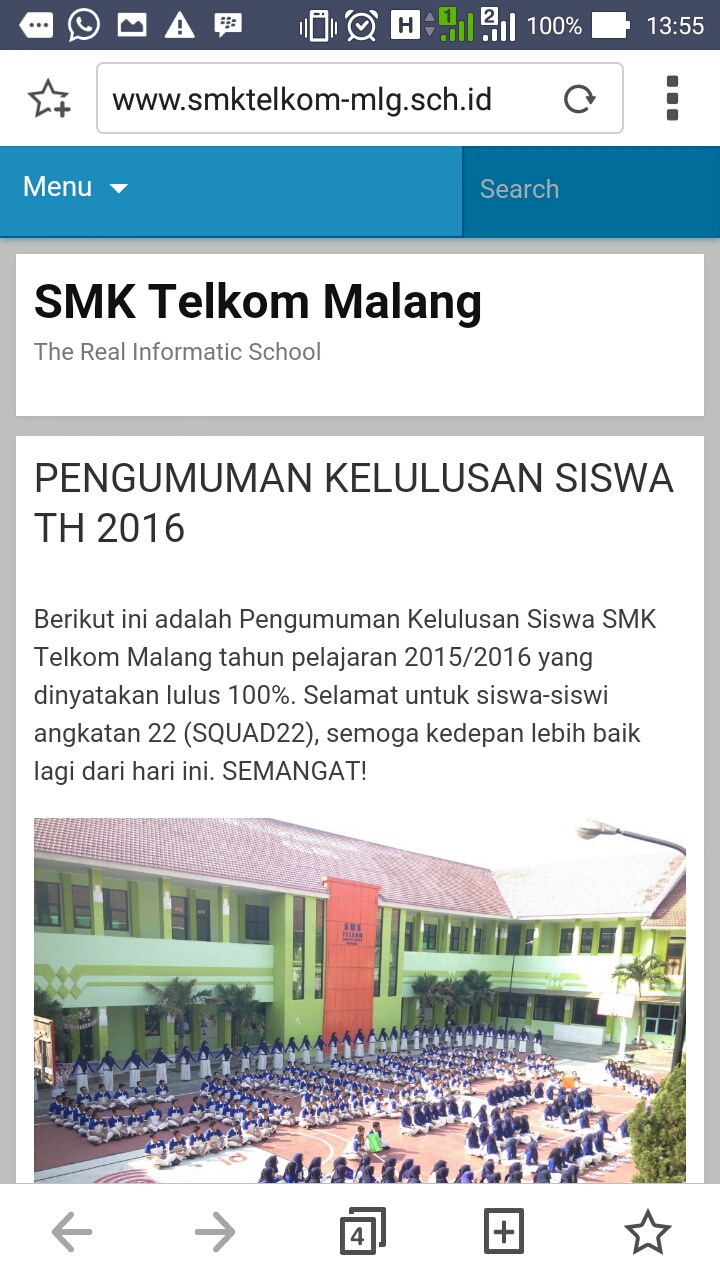 100% 13:55
www.smktelkom-mlg.sch.id
Menu Search
SMK Telkom Malang
The Real Informatic School
PENGUMUMAN KELULUSAN SISWA
TH 2016
Berikut ini adalah Pengumuman Kelulusan Siswa SMK
Telkom Malang tahun pelajaran 2015/2016 yang
dinyatakan lulus 100%. Selamat untuk siswa-siswi
angkatan 22 (SQUAD22), semoga kedepan lebih baik
lagi dari hari ini. SEMANGAT!
SMK
TELKOM
4